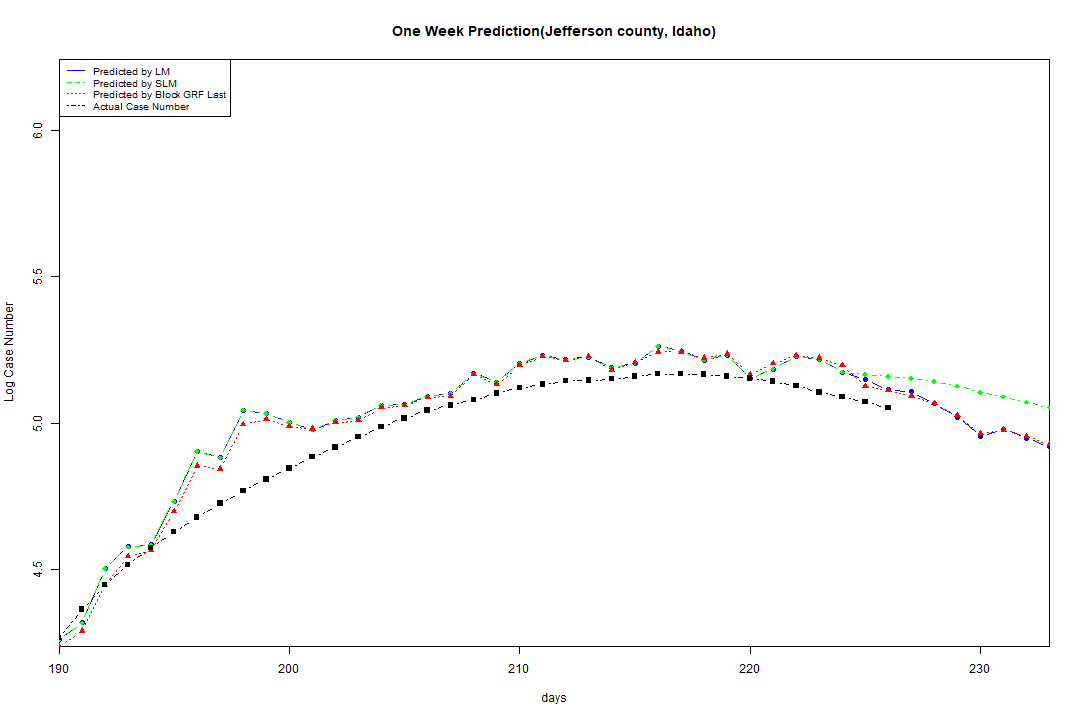 One Week Prediction(Jefferson county, Idaho)
Predicted by LM
Predicted by SLM
Predicted by Block GRF Last
Actual Case Number
6.0
5.5
5.0
4.5
Log Case Number
190 200 210 220 230
days